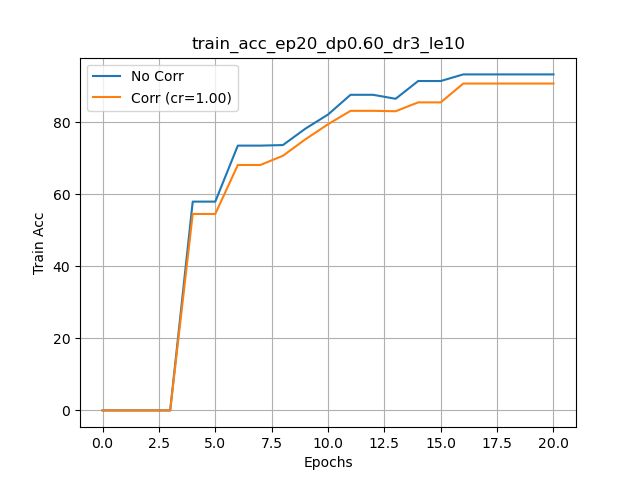 train_acc_ep20_dp0.60_dr3_le10
No Corr
Corr (cr=1.00)
Train Acc
80
60
40
20
0
0.0 2.5 5.0 7.5 10.0 12.5 15.0 17.5 20.0
Epochs